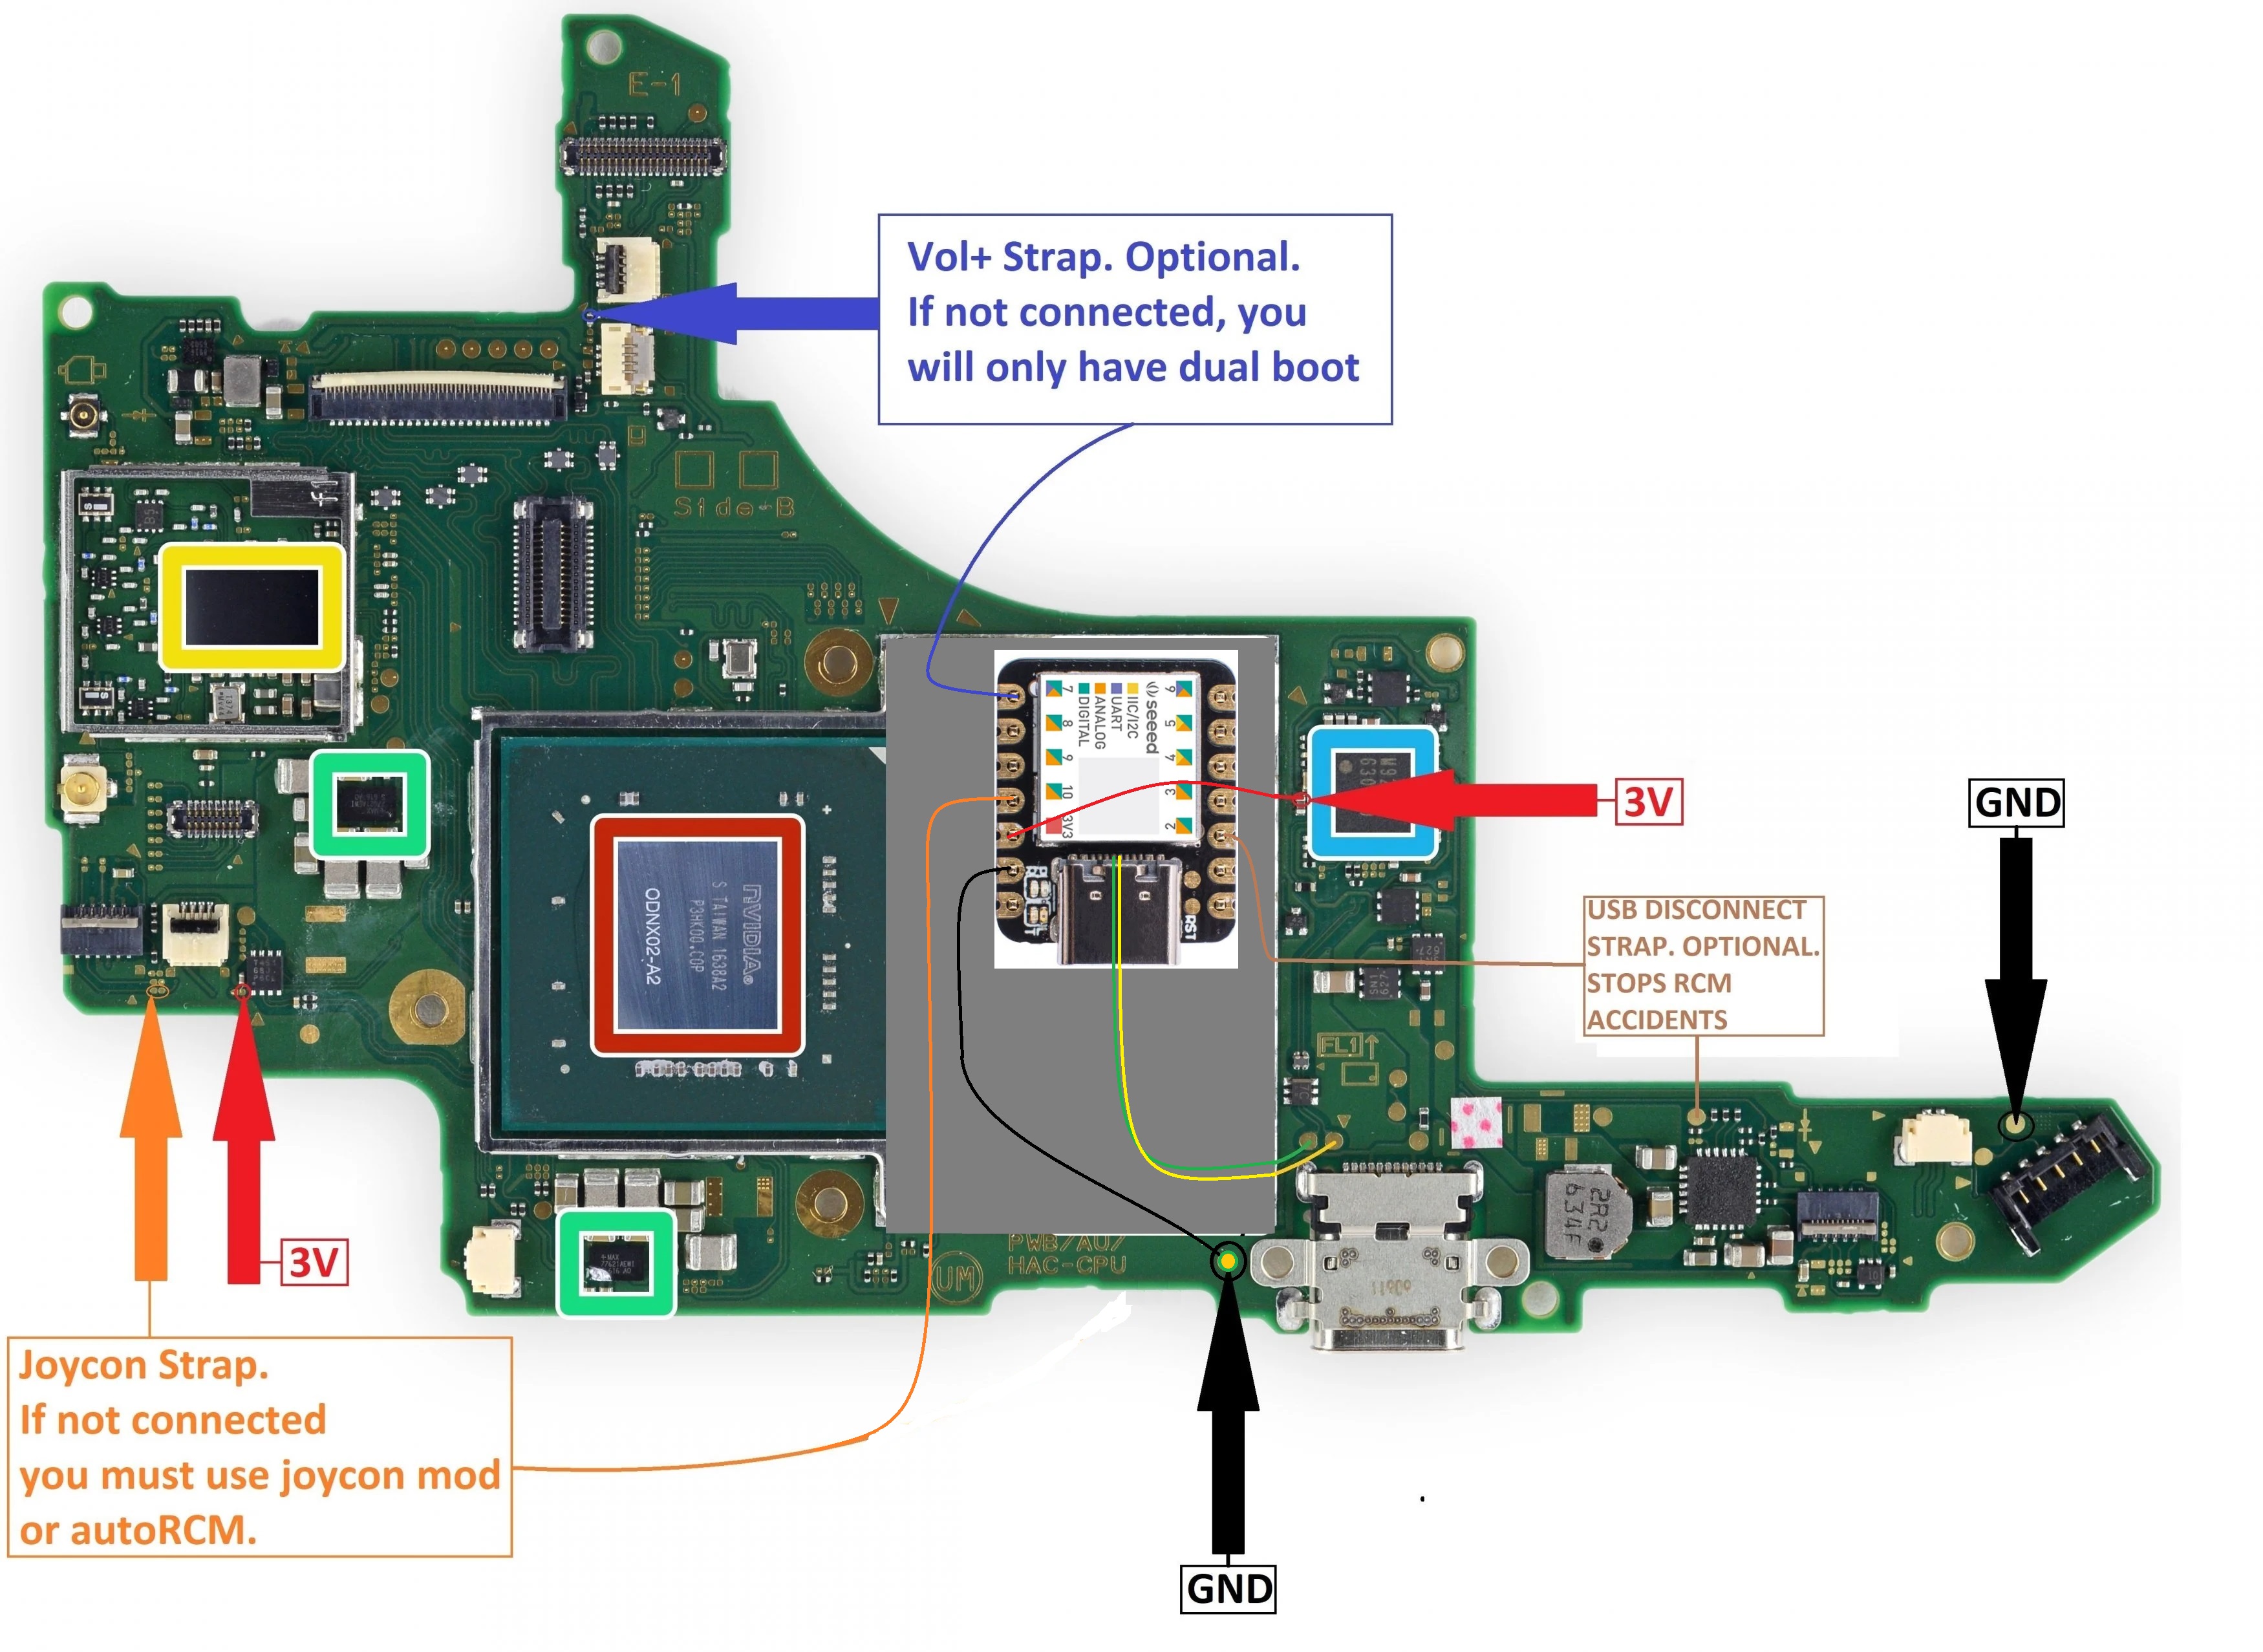 E-1
Vol+ Strap. Optional.
If not connected, you
will only have dual boot
Side-B
7
8
9
10
3V3
DIGITAL
ANALOG
UART
IIC/I2C
seeed
6
5
4
3
2
RST
3V
GND
USB DISCONNECT
STRAP. OPTIONAL.
STOPS RCM
ACCIDENTS
NVIDIA®
S TAIWAN 1638A2
P3HK00.COP
ODNX02-A2
FL1
2R2
634F
PWB/AU/
HAC-CPU
UM
3V
Joycon Strap.
If not connected
you must use joycon mod
or autoRCM.
GND